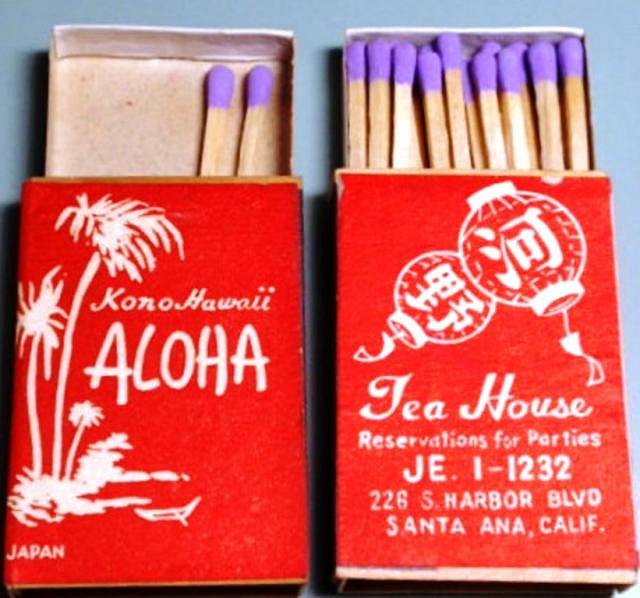 Kono Hawaii
ALOHA
JAPAN
河
野
Tea House
Reservations for Parties
JE. 1-1232
226 S. HARBOR BLVD
SANTA ANA, CALIF.